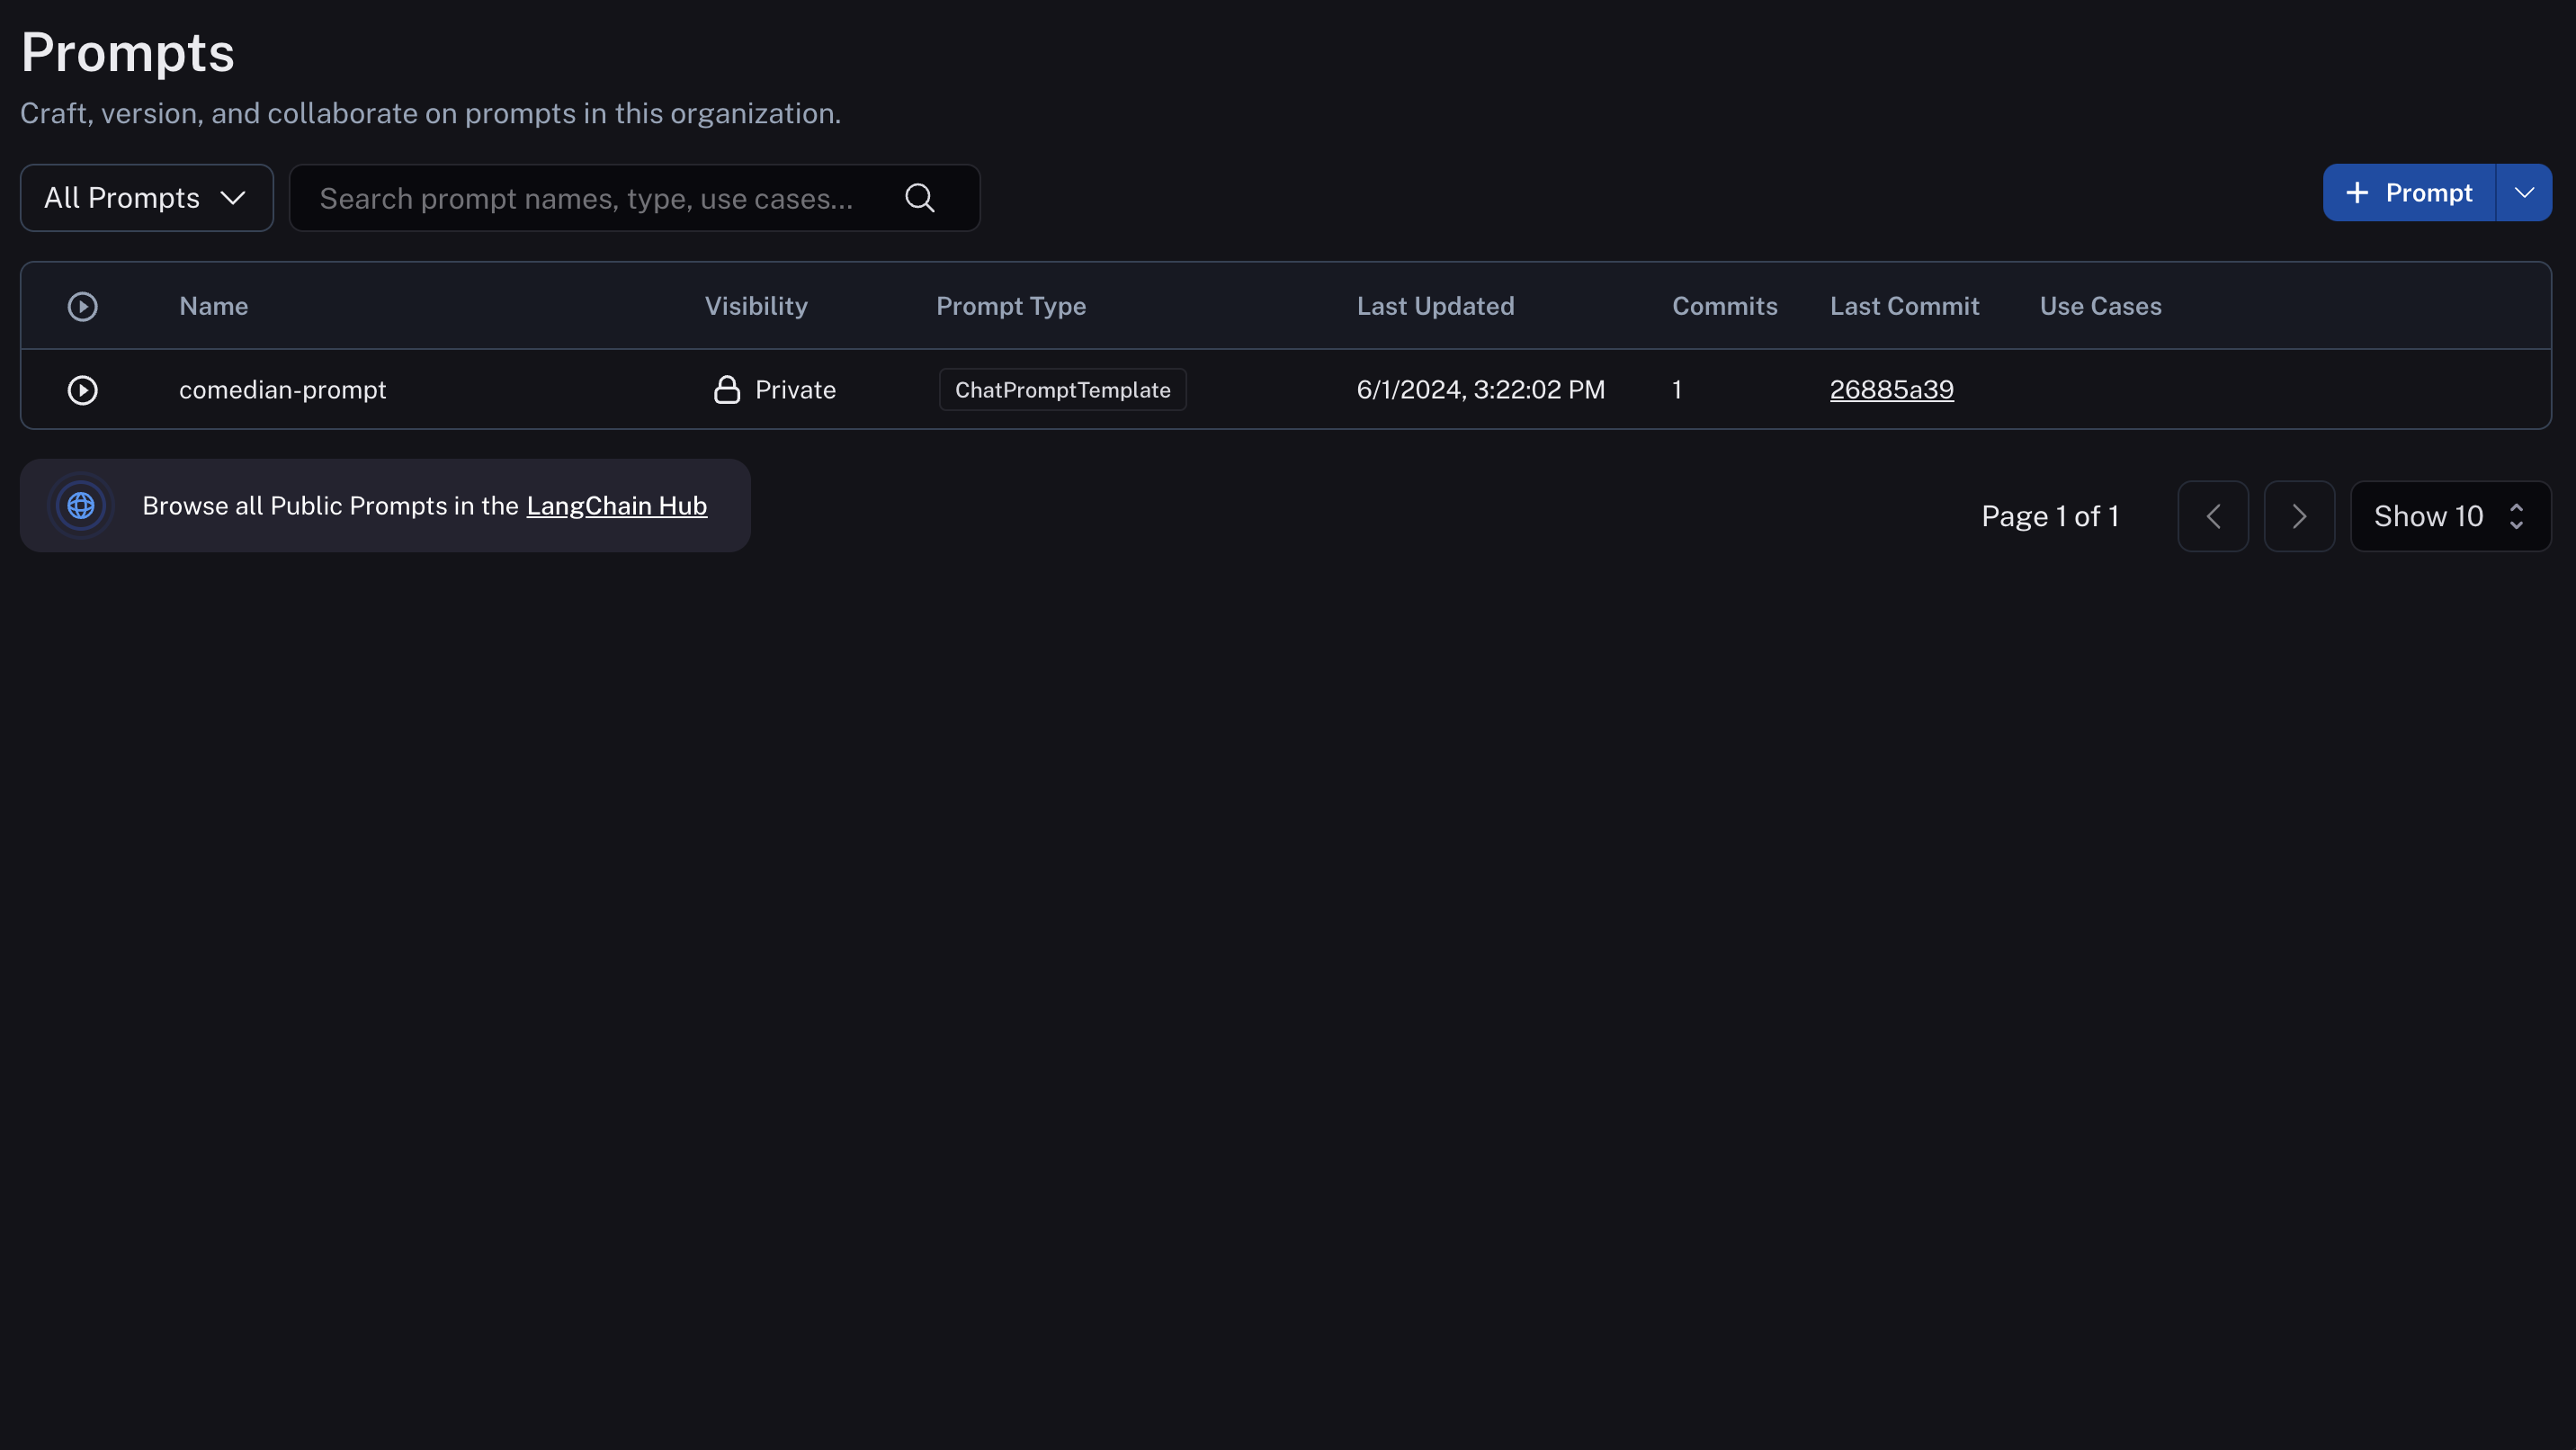 Prompts
Craft, version, and collaborate on prompts in this organization.
All Prompts
Search prompt names, type, use cases...
Prompt
Name Visibility Prompt Type Last Updated Commits Last Commit Use Cases
comedian-prompt Private ChatPromptTemplate 6/1/2024, 3:22:02 PM 1 26885a39
Browse all Public Prompts in the LangChain Hub
Page 1 of 1
Show 10